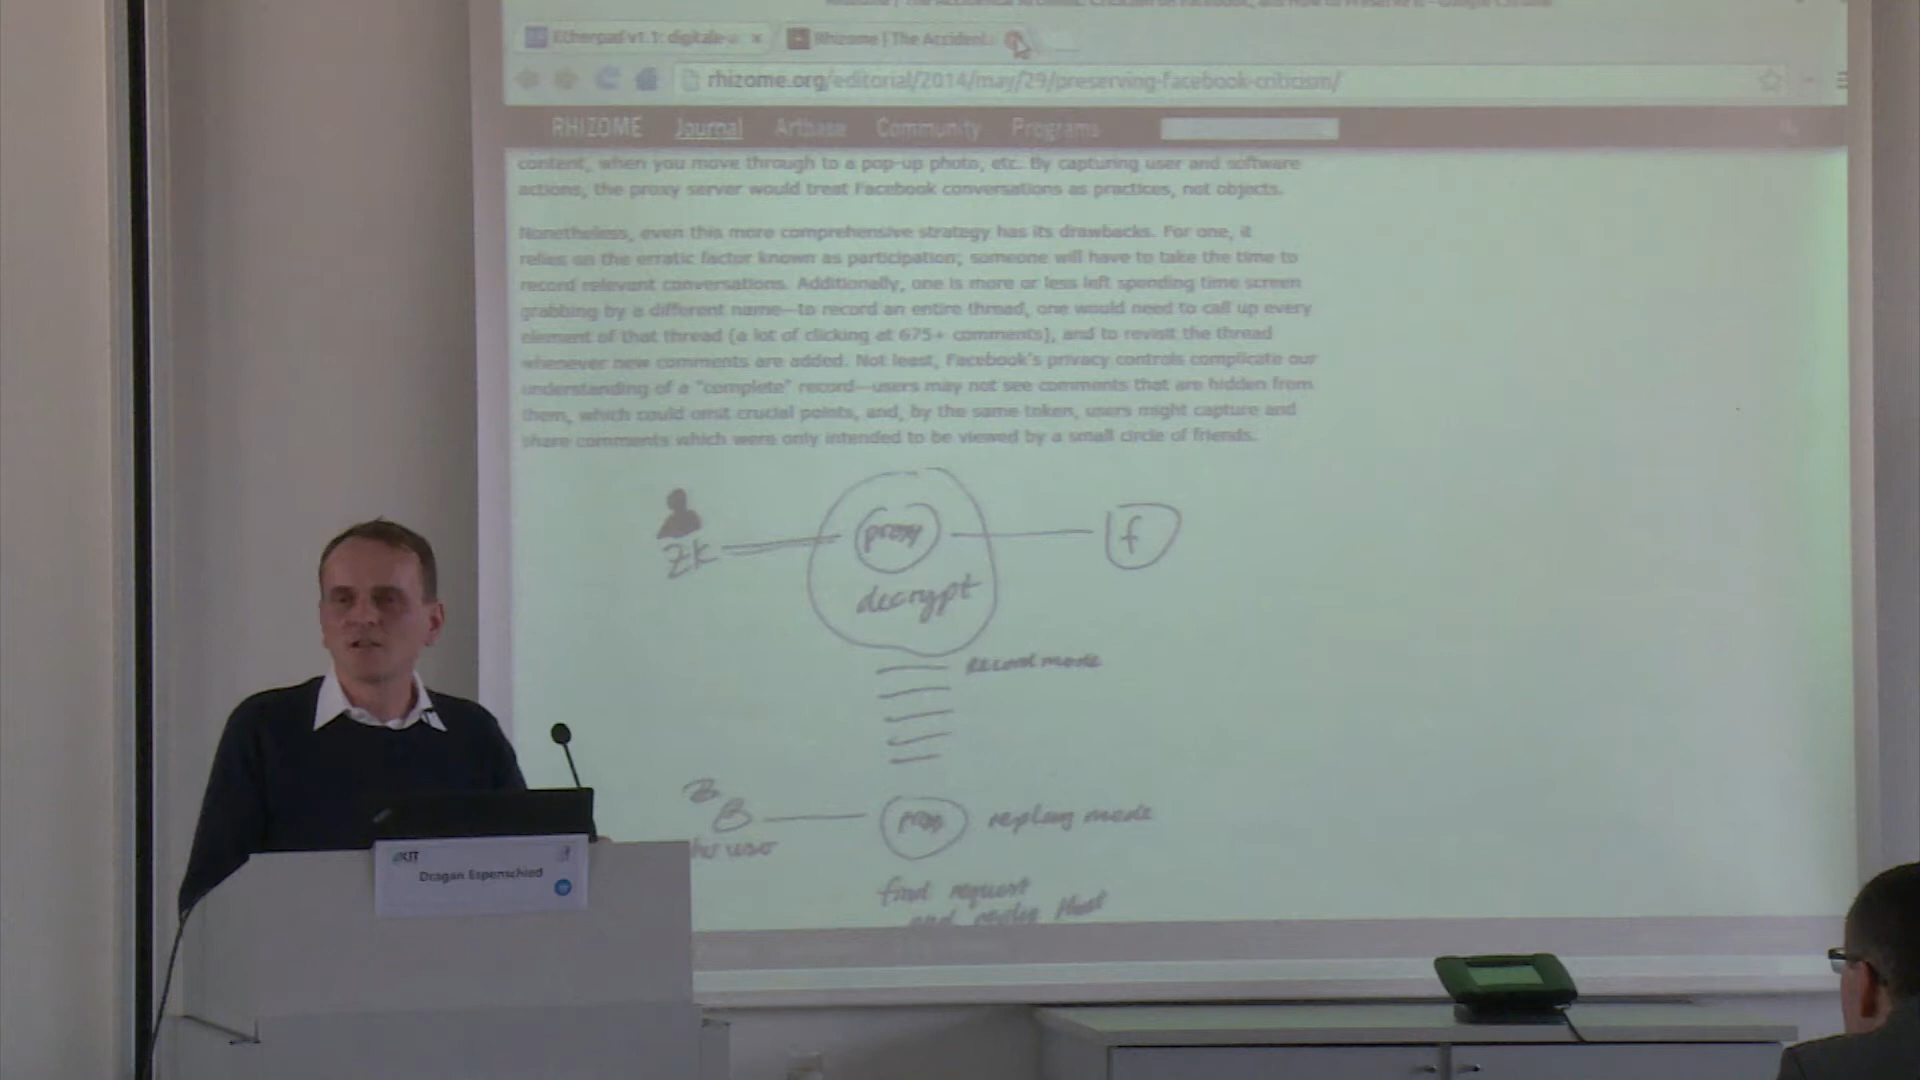 Etherpad v1.1: digitale-
Rhizome | The Accident
rhizome.org/editorial/2014/may/29/preserving-facebook-criticism/
RHIZOME Journal Artbase Community Programs
content, when you move through to a pop-up photo, etc. By capturing user and software
actions, the proxy server would treat Facebook conversations as practices, not objects.
Nonetheless, even this more comprehensive strategy has its drawbacks. For one, it
relies on the erratic factor known as participation; someone will have to take the time to
record relevant conversations. Additionally, one is more or less left spending time screen
grabbing by a different name—to record an entire thread, one would need to call up every
element of that thread (a lot of clicking at 675+ comments), and to revisit the thread
whenever new comments are added. Not least, Facebook's privacy controls complicate our
understanding of a "complete" record—users may not see comments that are hidden from
them, which could omit crucial points, and, by the same token, users might capture and
share comments which were only intended to be viewed by a small circle of friends.
ZK
proxy
f
decrypt
record mode
proxy
replay mode
user
find request
and replay that
KIT
Dragan Espenschied